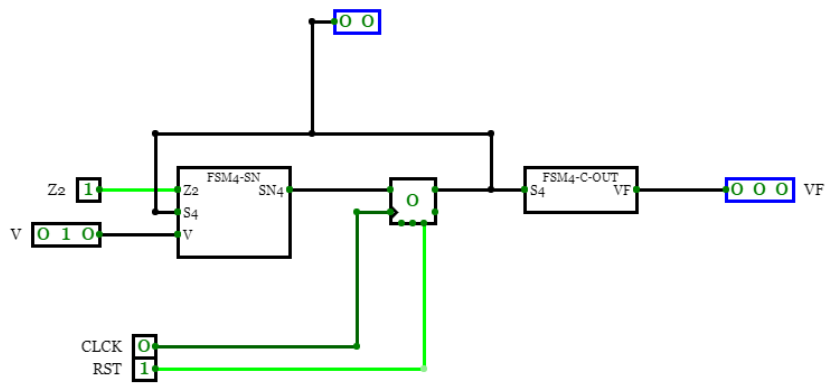 0 0
FSM4-SN
FSM4-C-OUT
Z2 1 Z2 SN4 0 S4 VF 0 0 0 VF
S4
V 0 1 0 V
CLCK 0
RST 1